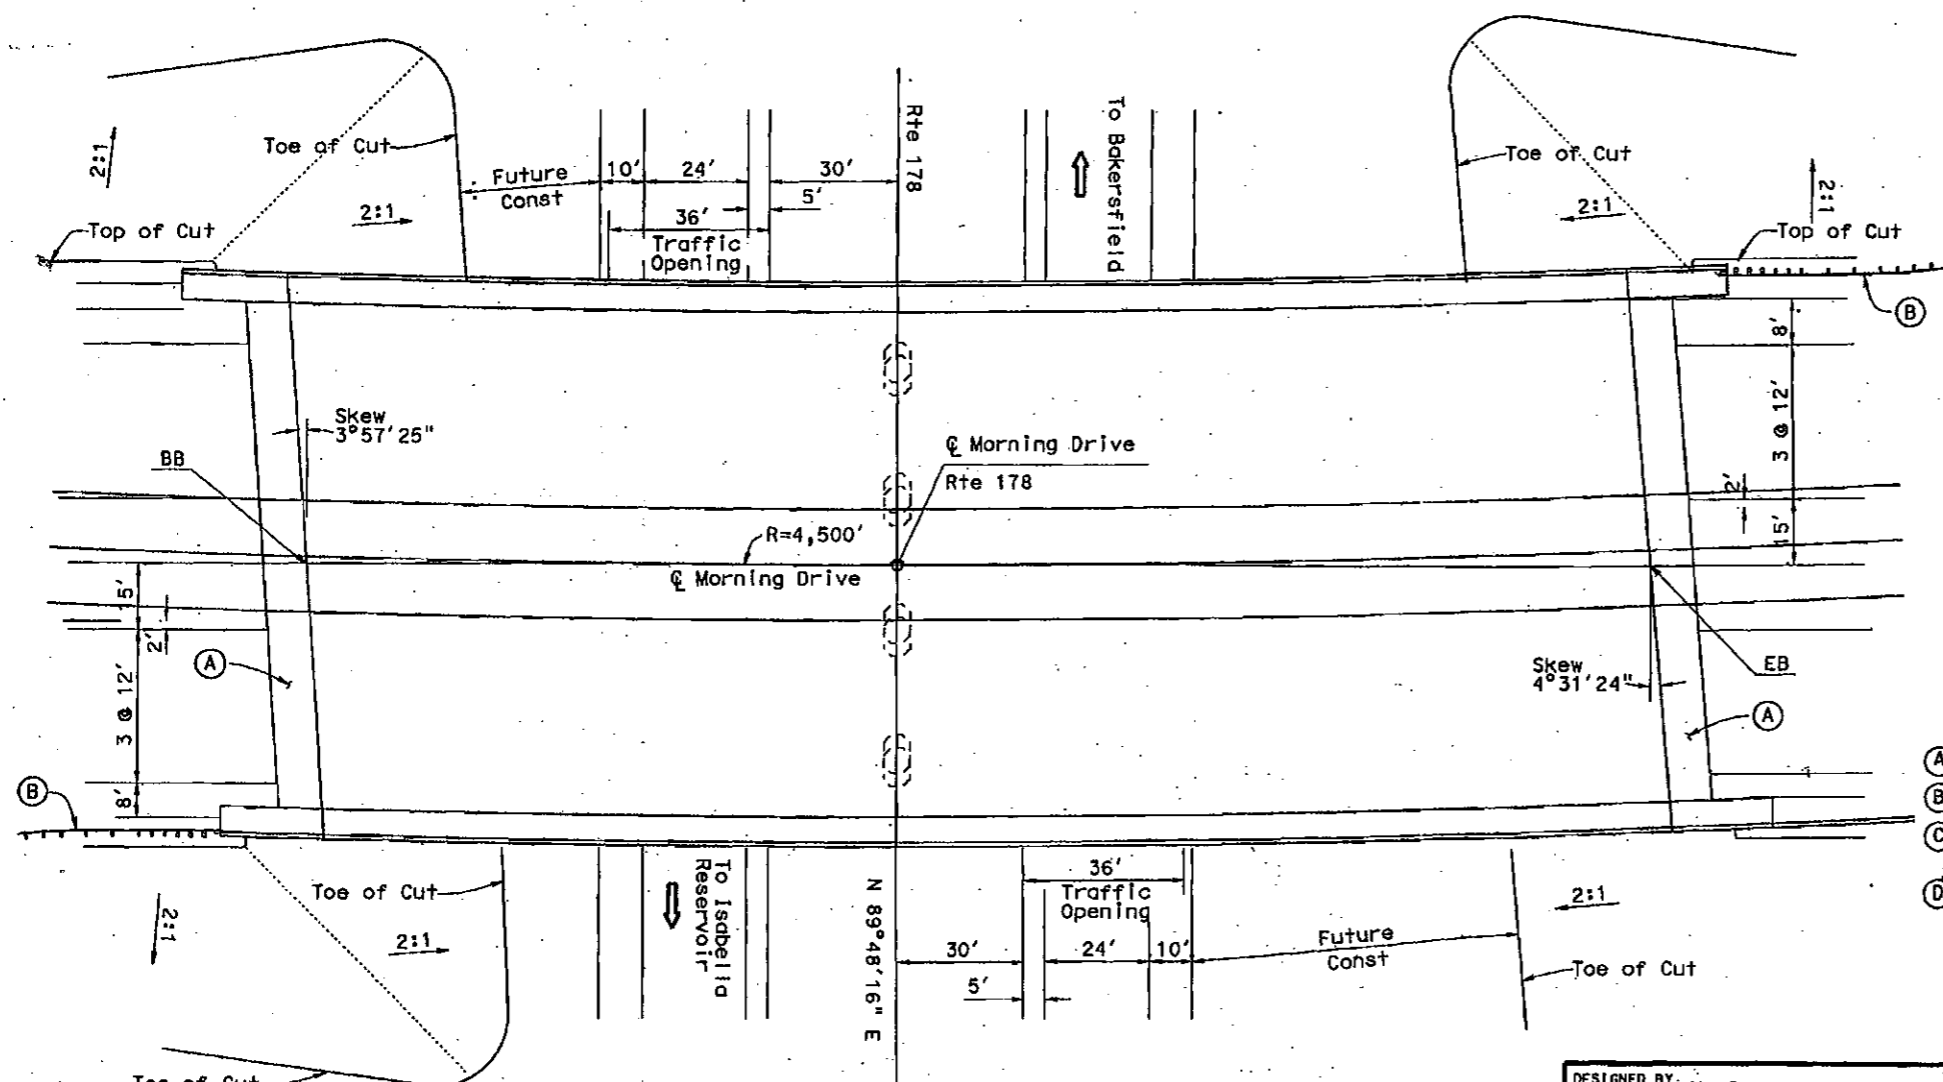 2:1
Toe of Cut
Top of Cut
2:1
Future
Const
10'
24'
30'
5'
36'
Traffic
Opening
Rte 178
To Bakersfield
Toe of Cut
2:1
2:1
Top of Cut
B
8'
3 @ 12'
2'
15'
Skew
3°57'25"
BB
℄ Morning Drive
Rte 178
R=4,500'
℄ Morning Drive
15'
2'
3 @ 12'
8'
A
B
Skew
4°31'24"
EB
A
A
B
C
D
Toe of Cut
2:1
2:1
To Isabella
Reservoir
N 89°48'16" E
36'
Traffic
Opening
30'
24'
10'
5'
Future
Const
2:1
Toe of Cut
Toe of Cut
DESIGNED BY